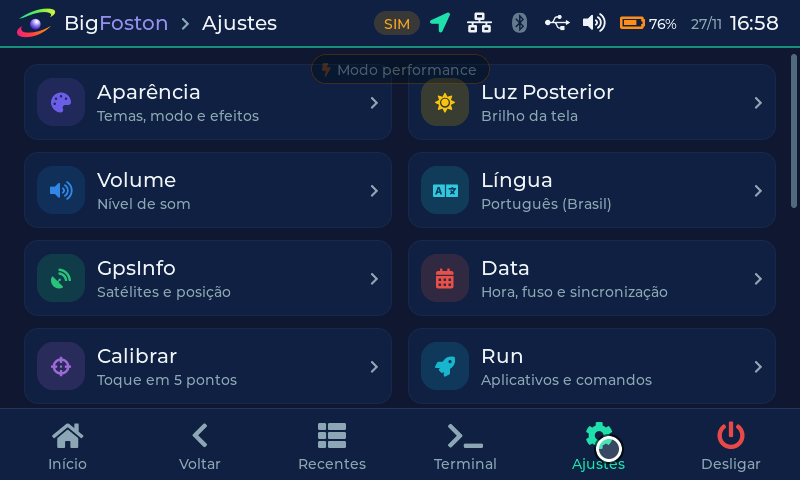 BigFoston > Ajustes
SIM
76%
27/11 16:58
Modo performance
Aparência
Temas, modo e efeitos
Luz Posterior
Brilho da tela
Volume
Nível de som
Língua
Português (Brasil)
GpsInfo
Satélites e posição
Data
Hora, fuso e sincronização
Calibrar
Toque em 5 pontos
Run
Aplicativos e comandos
Início
Voltar
Recentes
Terminal
Ajustes
Desligar